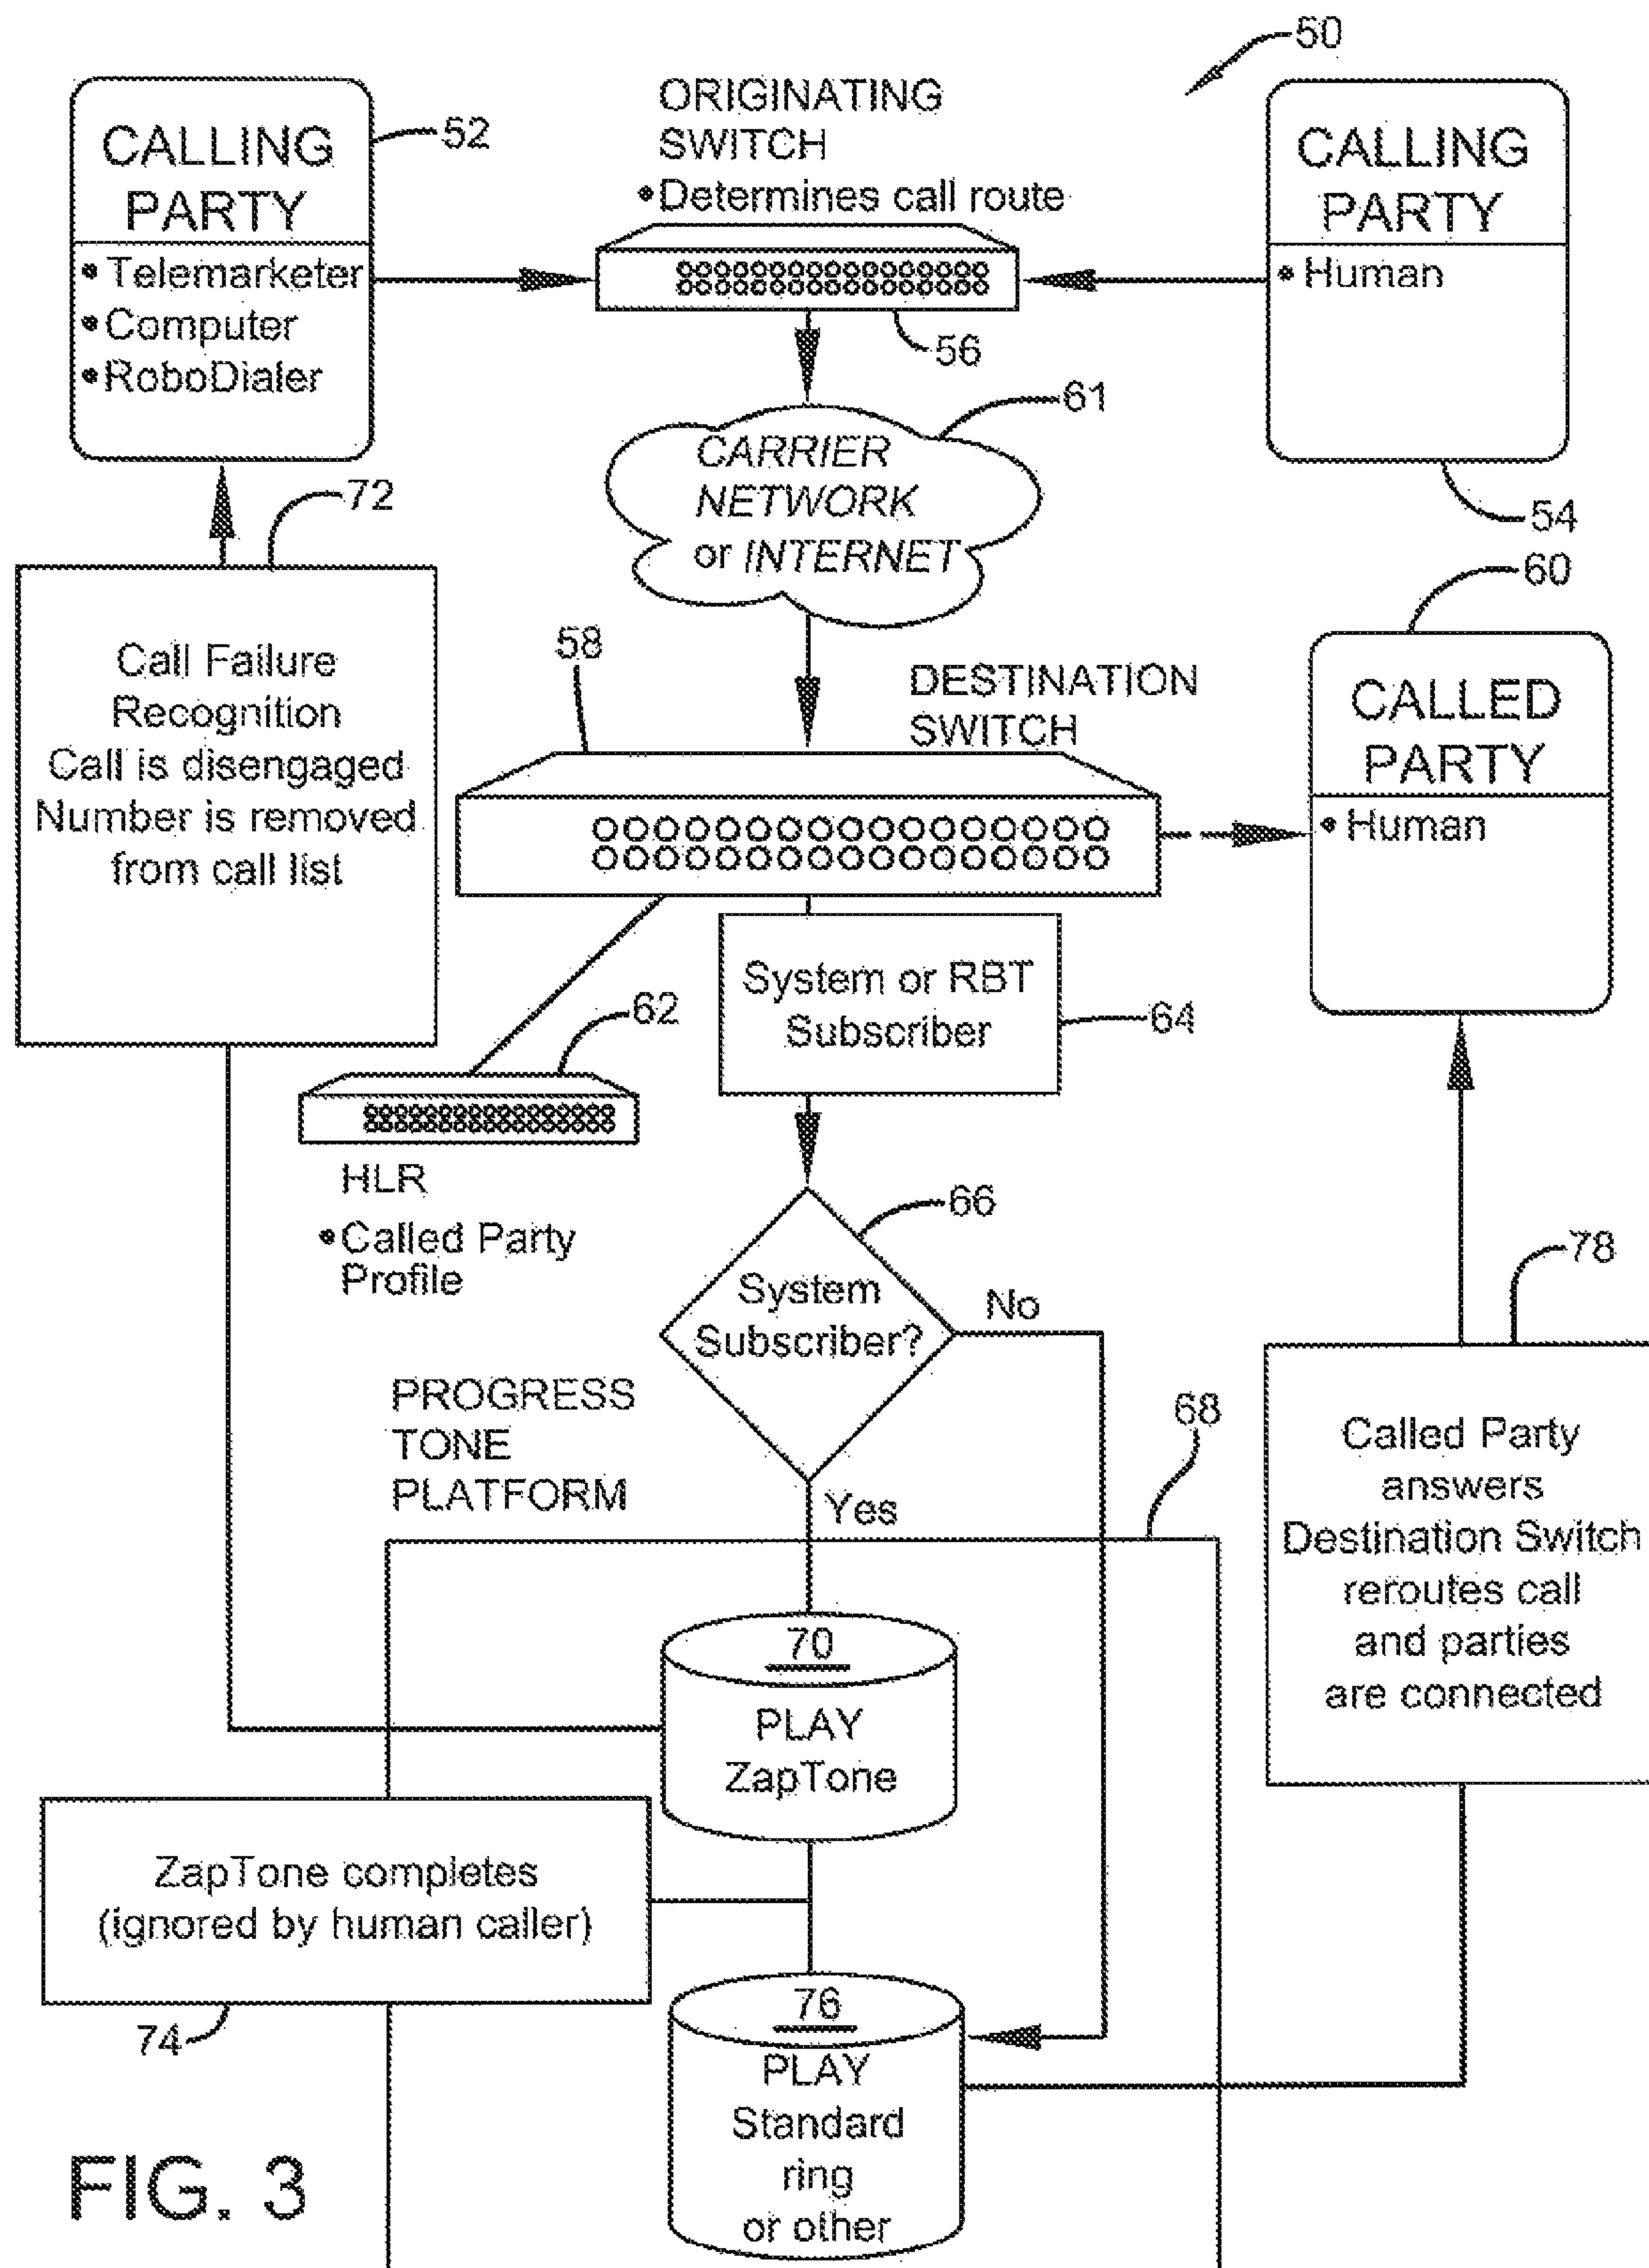 50
CALLING
PARTY
• Telemarketer
• Computer
• RoboDialer
52
ORIGINATING
SWITCH
• Determines call route
56
CALLING
PARTY
• Human
54
61
CARRIER
NETWORK
or INTERNET
72
Call Failure
Recognition
Call is disengaged
Number is removed
from call list
58
DESTINATION
SWITCH
60
CALLED
PARTY
• Human
62
HLR
• Called Party
Profile
System or RBT
Subscriber
64
66
System
Subscriber?
No
Yes
PROGRESS
TONE
PLATFORM
68
78
Called Party
answers
Destination Switch
reroutes call
and parties
are connected
70
PLAY
ZapTone
ZapTone completes
(ignored by human caller)
74
76
PLAY
Standard
ring
or other
FIG. 3